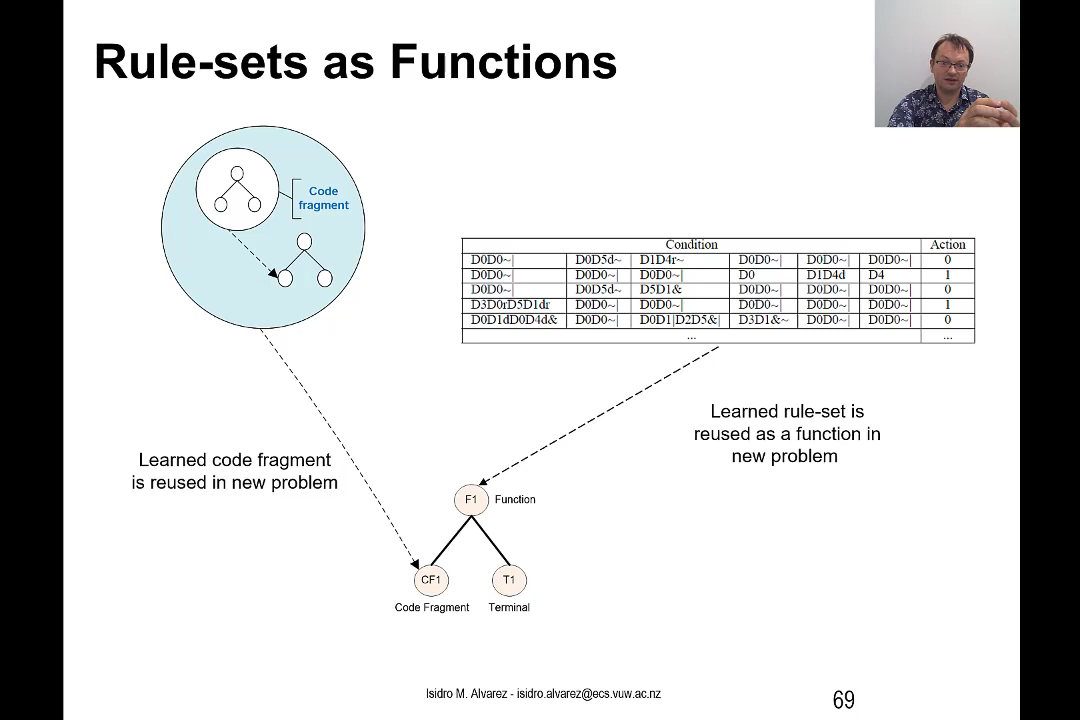 Rule-sets as Functions
Code
fragment
Condition Action
D0D0~| D0D5d~ D1D4r~ D0D0~| D0D0~| D0D0~| 0
D0D0~| D0D0~| D0D0~| D0 D1D4d D4 1
D0D0~| D0D5d~ D5D1& D0D0~| D0D0~| D0D0~| 0
D3D0rD5D1dr D0D0~| D0D0~| D0D0~| D0D0~| D0D0~| 1
D0D1dD0D4d& D0D0~| D0D1|D2D5&| D3D1&~ D0D0~| D0D0~| 0
... ...
Learned rule-set is
reused as a function in
new problem
Learned code fragment
is reused in new problem
F1 Function
CF1 T1
Code Fragment Terminal
Isidro M. Alvarez - isidro.alvarez@ecs.vuw.ac.nz
69